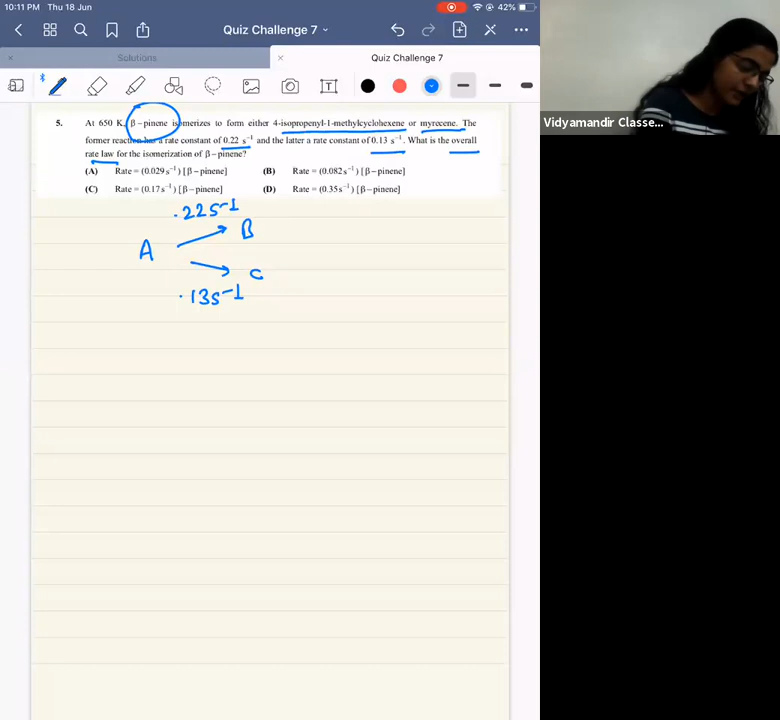 10:11 PM Thu 18 Jun
42%
Quiz Challenge 7
Solutions
Quiz Challenge 7
5. At 650 K, β–pinene isomerizes to form either 4-isopropenyl-1-methylcyclohexene or myrecene. The
former reaction has a rate constant of 0.22 s⁻¹ and the latter a rate constant of 0.13 s⁻¹. What is the overall
rate law for the isomerization of β–pinene?
(A) Rate = (0.029 s⁻¹) [β–pinene] (B) Rate = (0.082 s⁻¹) [β–pinene]
(C) Rate = (0.17 s⁻¹) [β–pinene] (D) Rate = (0.35 s⁻¹) [β–pinene]
.22s⁻¹
A B
C
.13s⁻¹
Vidyamandir Classe...